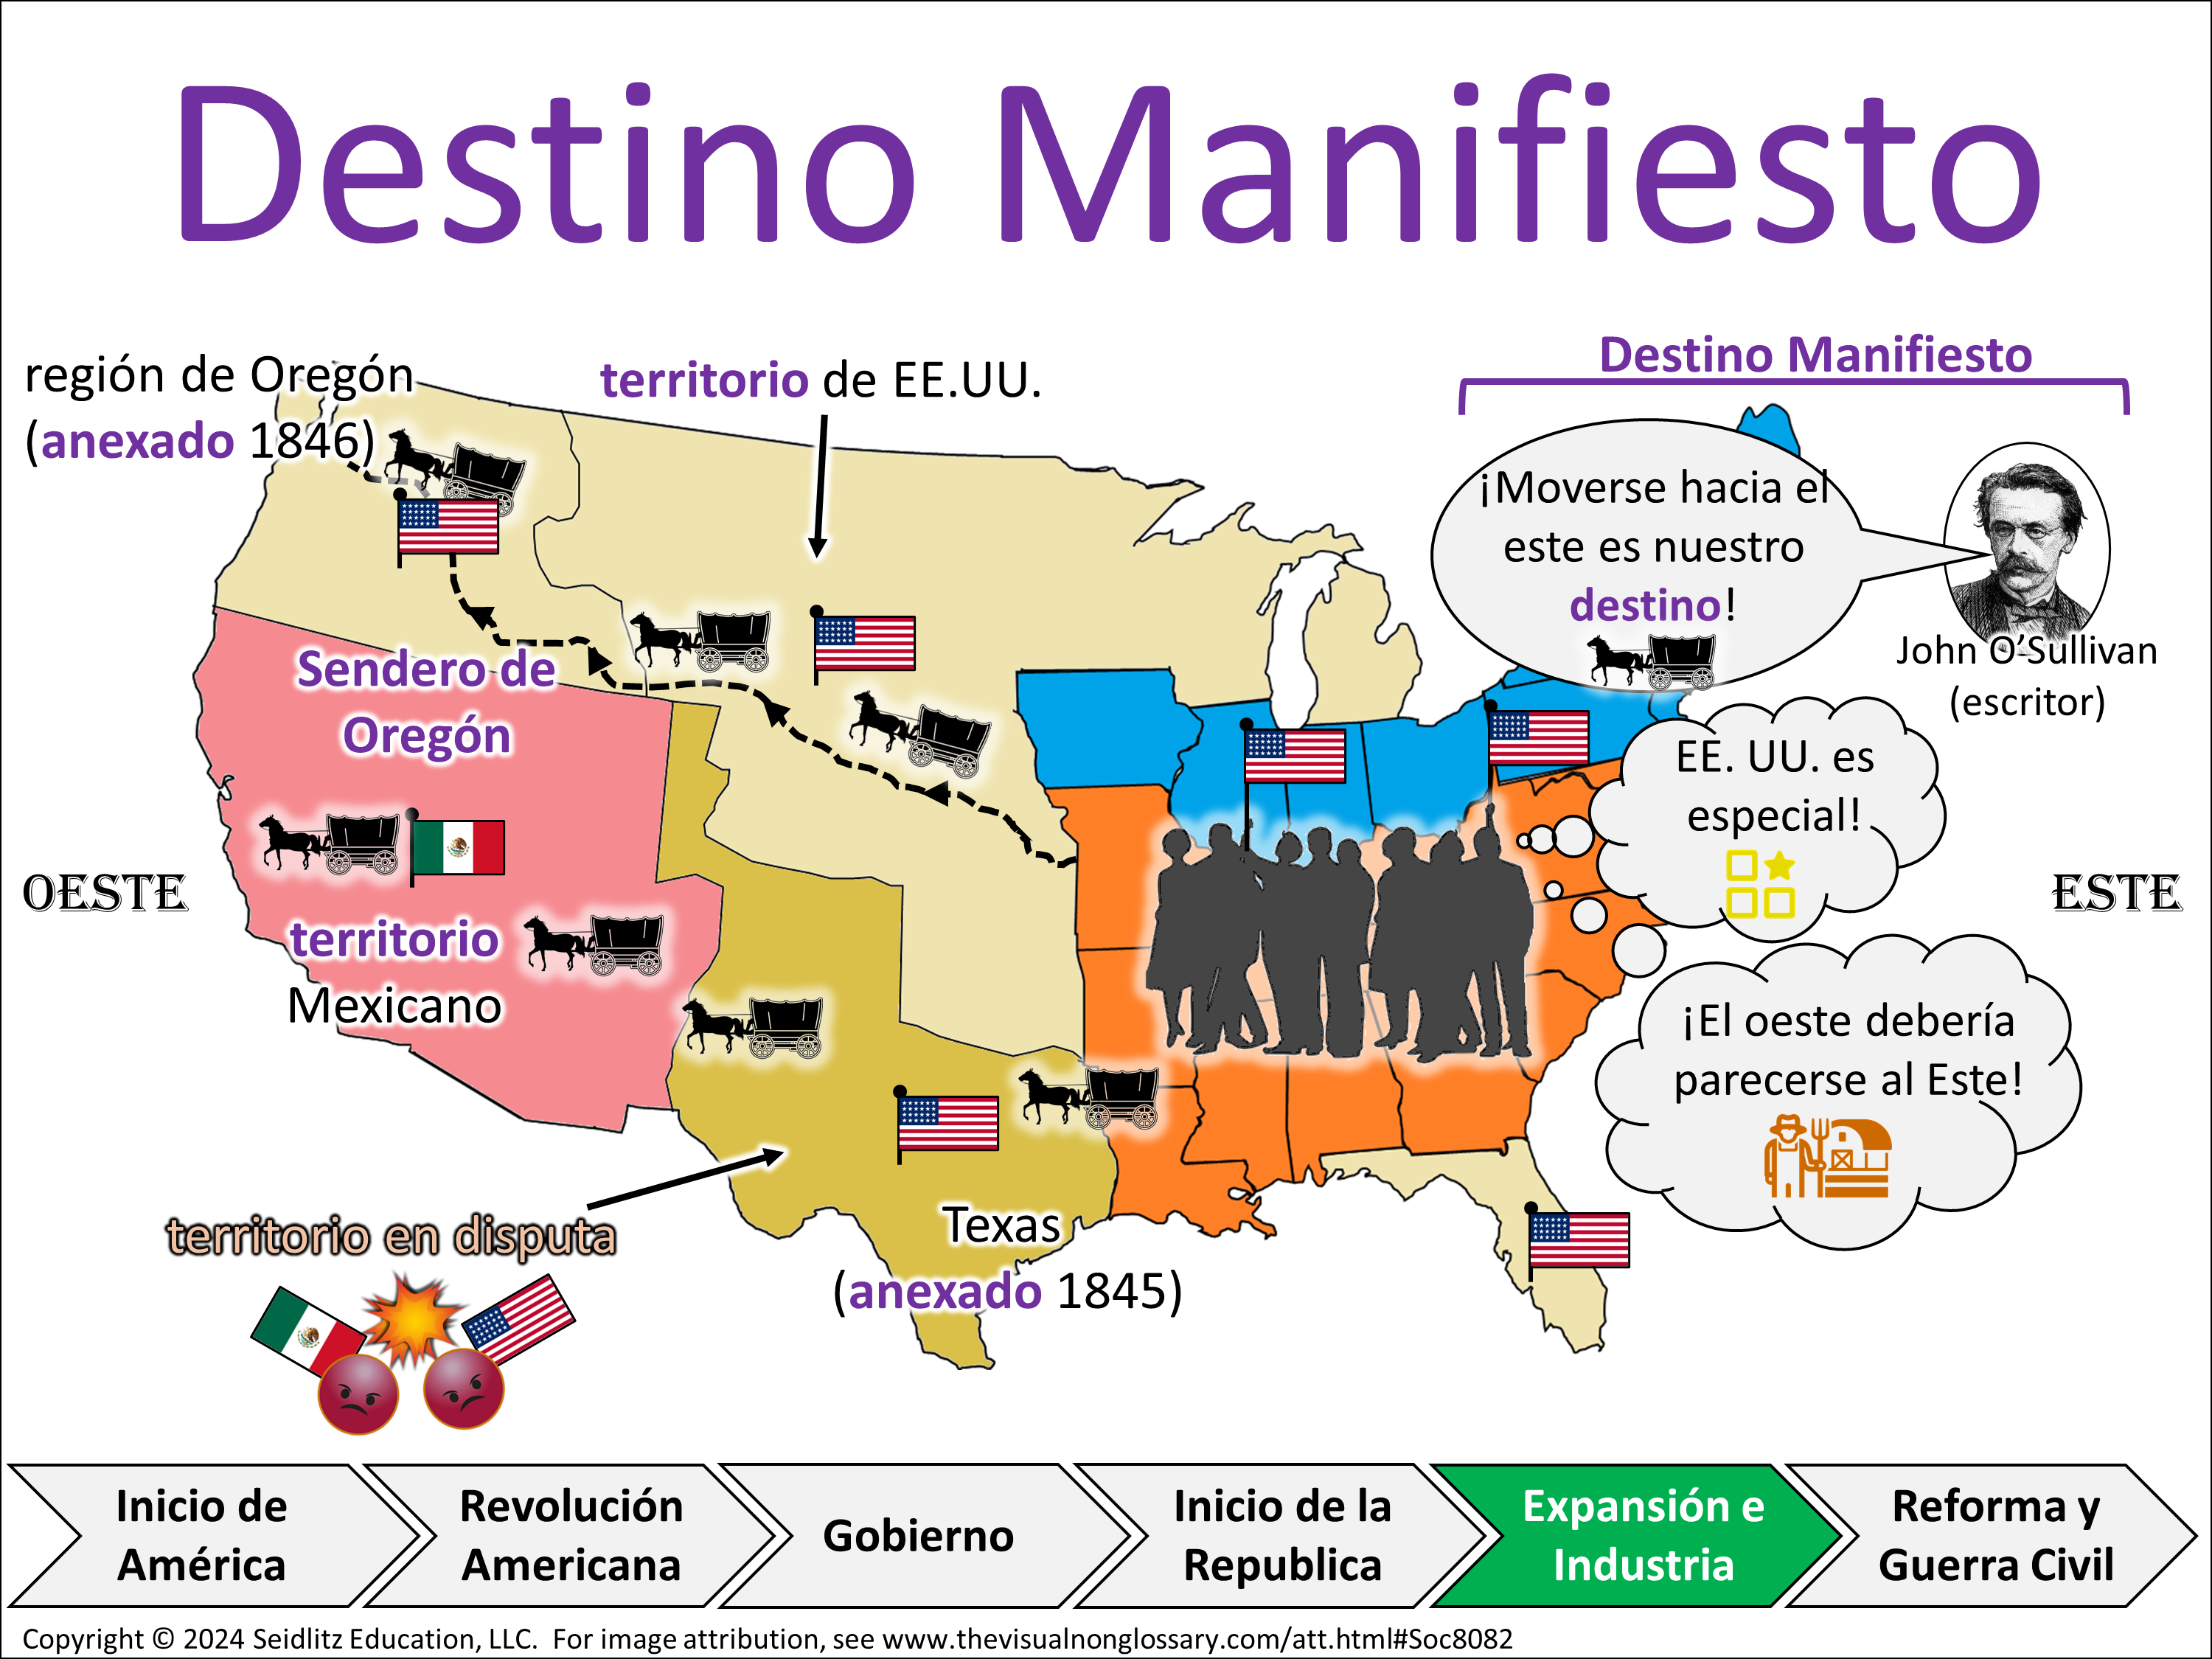 Destino Manifiesto
región de Oregón
(anexado 1846)
territorio de EE.UU.
Destino Manifiesto
¡Moverse hacia el
este es nuestro
destino!
John O'Sullivan
(escritor)
Sendero de
Oregón
EE. UU. es
especial!
OESTE
ESTE
territorio
Mexicano
¡El oeste debería
parecerse al Este!
territorio en disputa
Texas
(anexado 1845)
Inicio de
América
Revolución
Americana
Gobierno
Inicio de la
Republica
Expansión e
Industria
Reforma y
Guerra Civil
Copyright © 2024 Seidlitz Education, LLC.  For image attribution, see www.thevisualnonglossary.com/att.html#Soc8082